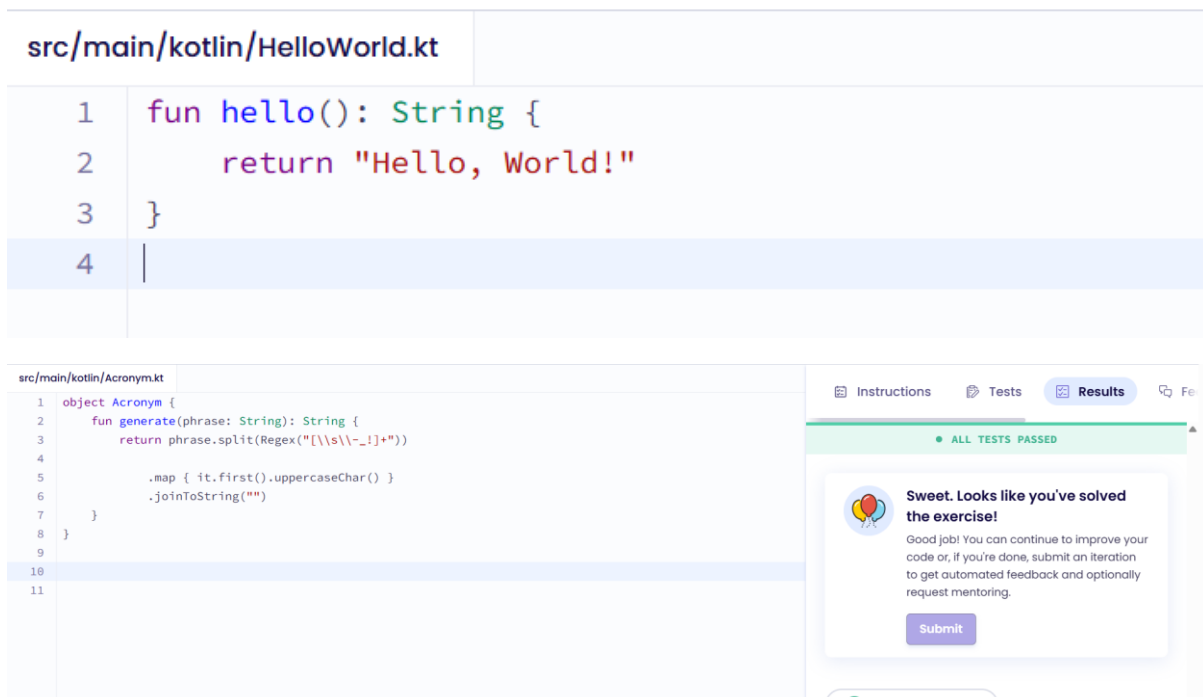 src/main/kotlin/HelloWorld.kt
1 fun hello(): String {
2 return "Hello, World!"
3 }
4
src/main/kotlin/Acronym.kt
1 object Acronym {
2 fun generate(phrase: String): String {
3 return phrase.split(Regex("[\\s\\-_!]+"))
4
5 .map { it.first().uppercaseChar() }
6 .joinToString("")
7 }
8 }
9
10
11
Instructions Tests Results
ALL TESTS PASSED
Sweet. Looks like you've solved
the exercise!
Good job! You can continue to improve your
code or, if you're done, submit an iteration
to get automated feedback and optionally
request mentoring.
Submit